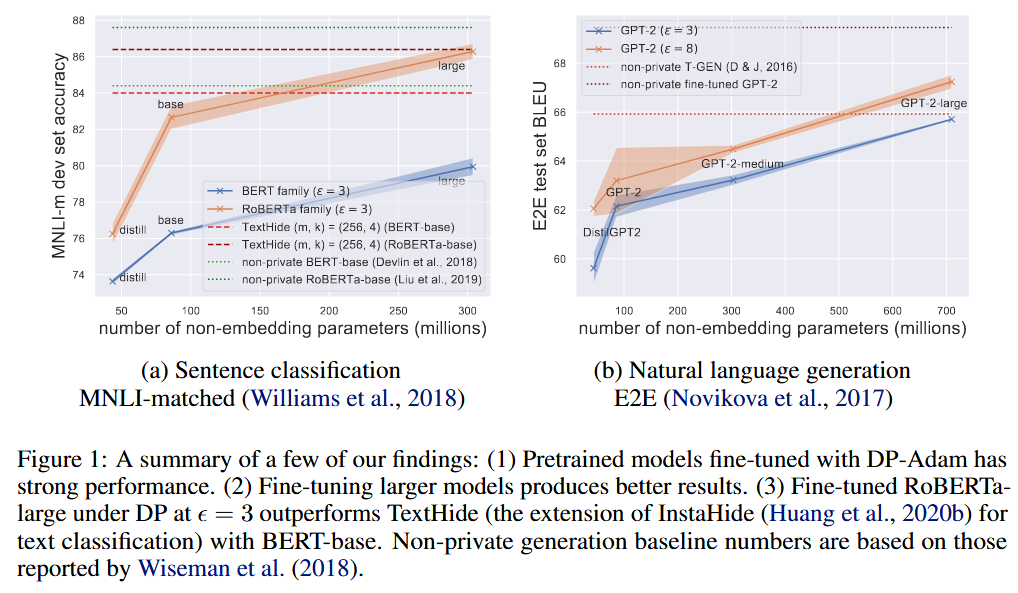 88
86
84
82
80
78
76
74
MNLI-m dev set accuracy
base
large
distill
base
large
distill
BERT family (ε = 3)
RoBERTa family (ε = 3)
TextHide (m, k) = (256, 4) (BERT-base)
TextHide (m, k) = (256, 4) (RoBERTa-base)
non-private BERT-base (Devlin et al., 2018)
non-private RoBERTa-base (Liu et al., 2019)
50 100 150 200 250 300
number of non-embedding parameters (millions)
68
66
64
62
60
E2E test set BLEU
GPT-2 (ε = 3)
GPT-2 (ε = 8)
non-private T-GEN (D & J, 2016)
non-private fine-tuned GPT-2
GPT-2-large
GPT-2-medium
GPT-2
DistilGPT2
100 200 300 400 500 600 700
number of non-embedding parameters (millions)
(a) Sentence classification
MNLI-matched (Williams et al., 2018)
(b) Natural language generation
E2E (Novikova et al., 2017)
Figure 1: A summary of a few of our findings: (1) Pretrained models fine-tuned with DP-Adam has
strong performance. (2) Fine-tuning larger models produces better results. (3) Fine-tuned RoBERTa-
large under DP at ϵ = 3 outperforms TextHide (the extension of InstaHide (Huang et al., 2020b) for
text classification) with BERT-base. Non-private generation baseline numbers are based on those
reported by Wiseman et al. (2018).